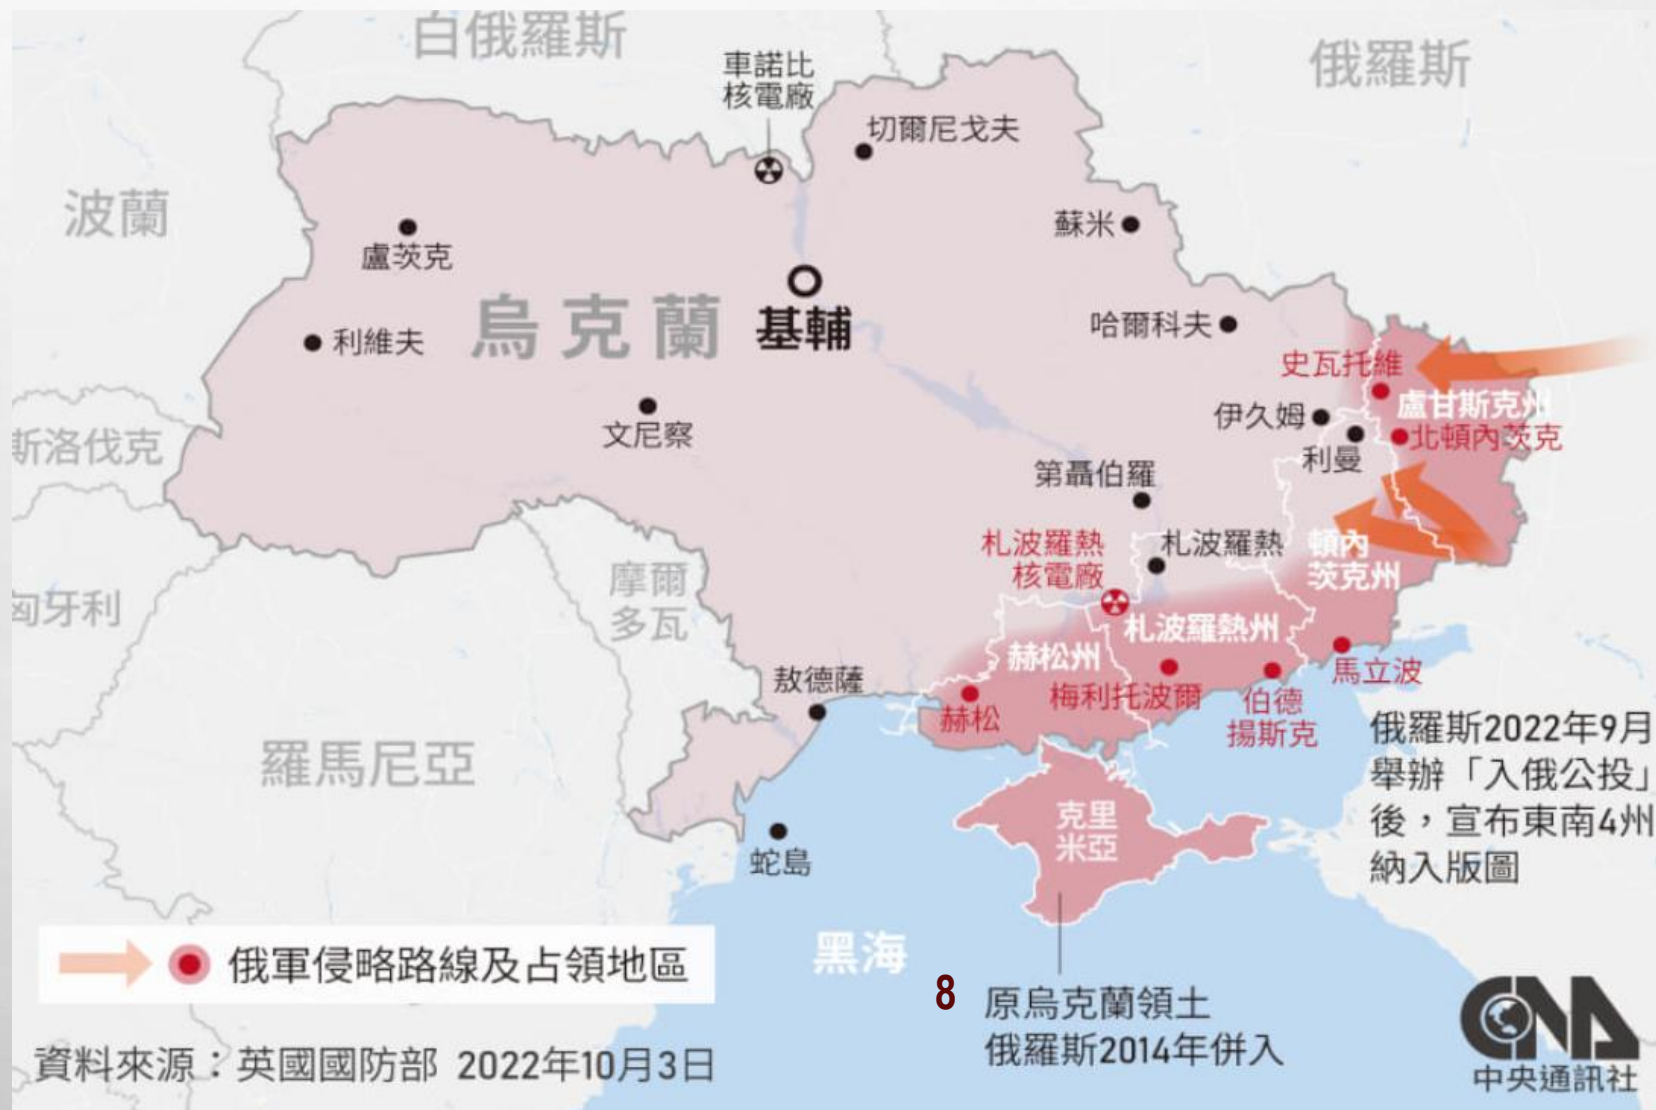 白俄羅斯
俄羅斯
車諾比
核電廠
切爾尼戈夫
波蘭
蘇米
盧茨克
烏克蘭
基輔
利維夫
哈爾科夫
史瓦托維
盧甘斯克州
文尼察
伊久姆
北頓內茨克
斯洛伐克
利曼
第聶伯羅
札波羅熱
核電廠
札波羅熱
頓內
茨克州
匈牙利
摩爾
多瓦
札波羅熱州
赫松州
敖德薩
赫松
梅利托波爾
伯德
揚斯克
馬立波
羅馬尼亞
俄羅斯2022年9月
舉辦「入俄公投」
後，宣布東南4州
納入版圖
克里
米亞
蛇島
黑海
俄軍侵略路線及占領地區
8
原烏克蘭領土
俄羅斯2014年併入
資料來源：英國國防部 2022年10月3日
CNA
中央通訊社